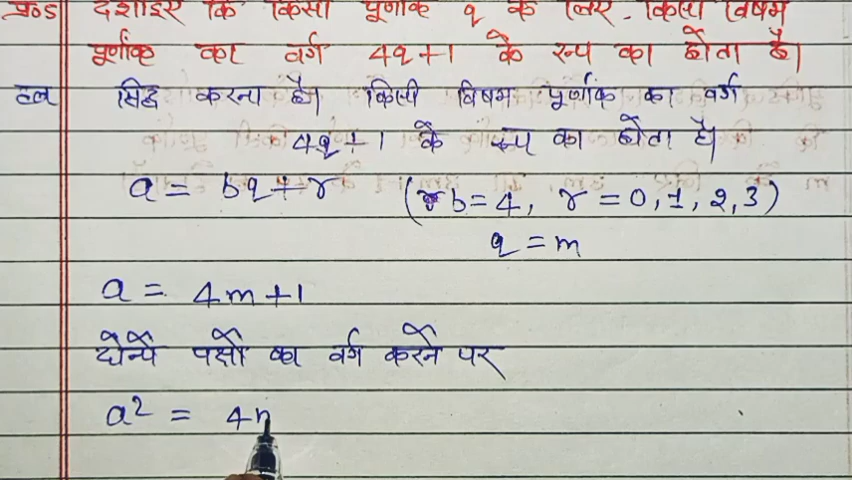 प्र०5 दर्शाइए कि किसी पूर्णांक q के लिए, किसी विषम
पूर्णांक का वर्ग 4q+1 के रूप का होता है।
हल सिद्ध करना है। किसी विषम पूर्णांक का वर्ग
4q+1 के रूप का होता है।
a = bq+r (b=4, r=0,1,2,3)
q=m
a = 4m+1
दोनों पक्षों का वर्ग करने पर
a² =